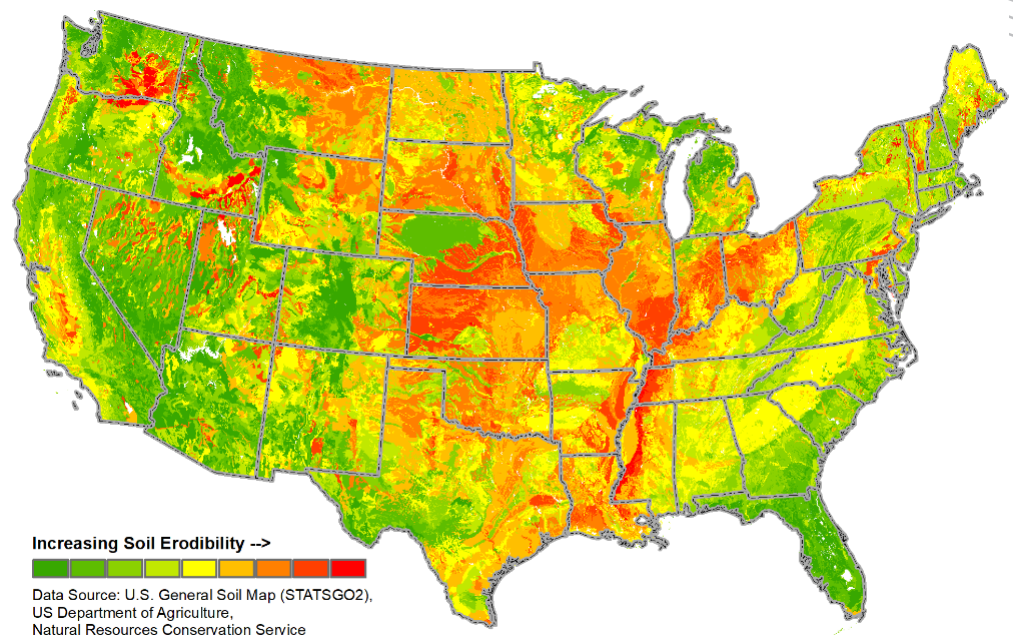 Increasing Soil Erodibility -->
Data Source: U.S. General Soil Map (STATSGO2),
US Department of Agriculture,
Natural Resources Conservation Service